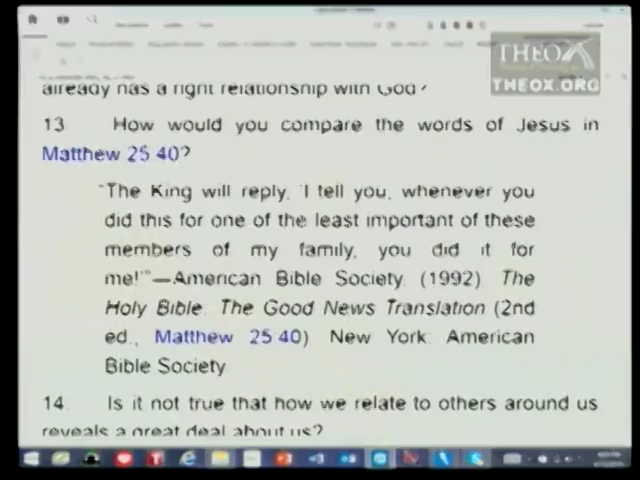 THEOX
THEOX.ORG
already has a right relationship with God?
13 How would you compare the words of Jesus in
Matthew 25 40?
"The King will reply, 'I tell you, whenever you
did this for one of the least important of these
members of my family, you did it for
me!'"—American Bible Society (1992) The
Holy Bible The Good News Translation (2nd
ed., Matthew 25 40) New York American
Bible Society
14. Is it not true that how we relate to others around us
reveals a great deal about us?